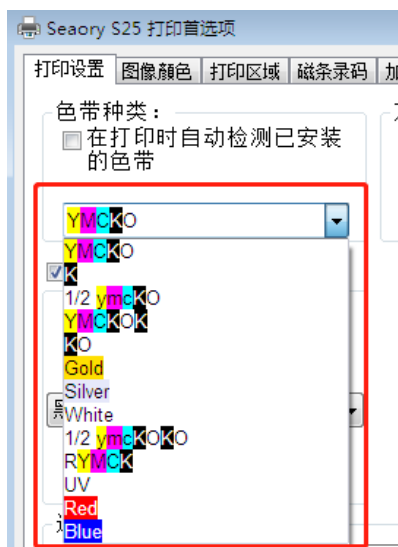 Seaory S25 打印首选项
打印设置 图像颜色 打印区域 磁条录码 加
色带种类：
在打印时自动检测已安装
的色带
YMCKO
YMCKO
K
1/2 ymcKO
YMCKOK
KO
Gold
Silver
White
1/2 ymcKOKO
RYMCK
UV
Red
Blue